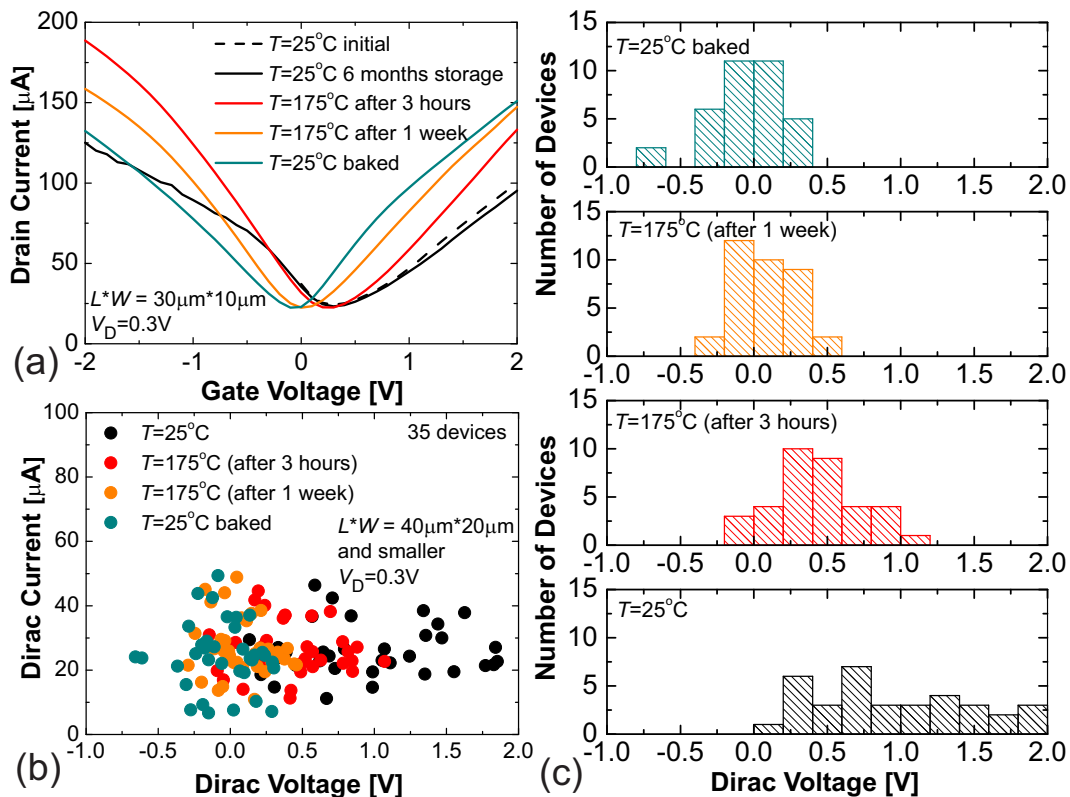 200
150
100
50
0
Drain Current [µA]
T=25°C initial
T=25°C 6 months storage
T=175°C after 3 hours
T=175°C after 1 week
T=25°C baked
L*W = 30µm*10µm
VD=0.3V
-2 -1 0 1 2
Gate Voltage [V]
(a)
100
80
60
40
20
0
Dirac Current [µA]
T=25°C
T=175°C (after 3 hours)
T=175°C (after 1 week)
T=25°C baked
35 devices
L*W = 40µm*20µm
and smaller
VD=0.3V
-1.0 -0.5 0.0 0.5 1.0 1.5 2.0
Dirac Voltage [V]
(b)
15
10
5
0
T=25°C baked
-1.0 -0.5 0.0 0.5 1.0 1.5 2.0
Number of Devices
15
10
5
0
T=175°C (after 1 week)
-1.0 -0.5 0.0 0.5 1.0 1.5 2.0
15
10
5
0
T=175°C (after 3 hours)
-1.0 -0.5 0.0 0.5 1.0 1.5 2.0
Number of Devices
15
10
5
0
T=25°C
-1.0 -0.5 0.0 0.5 1.0 1.5 2.0
Dirac Voltage [V]
(c)